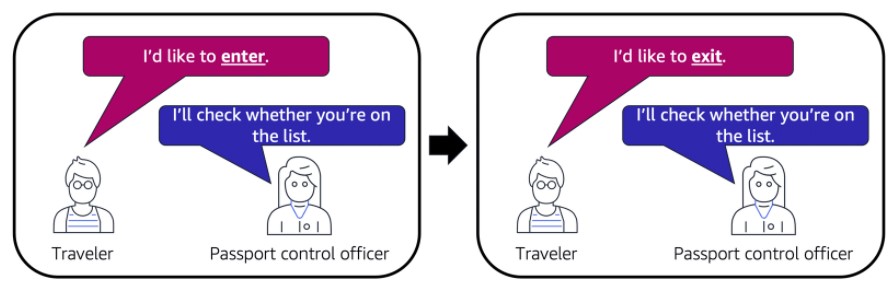 I'd like to enter.
I'll check whether you're on
the list.
Traveler
Passport control officer
I'd like to exit.
I'll check whether you're on
the list.
Traveler
Passport control officer